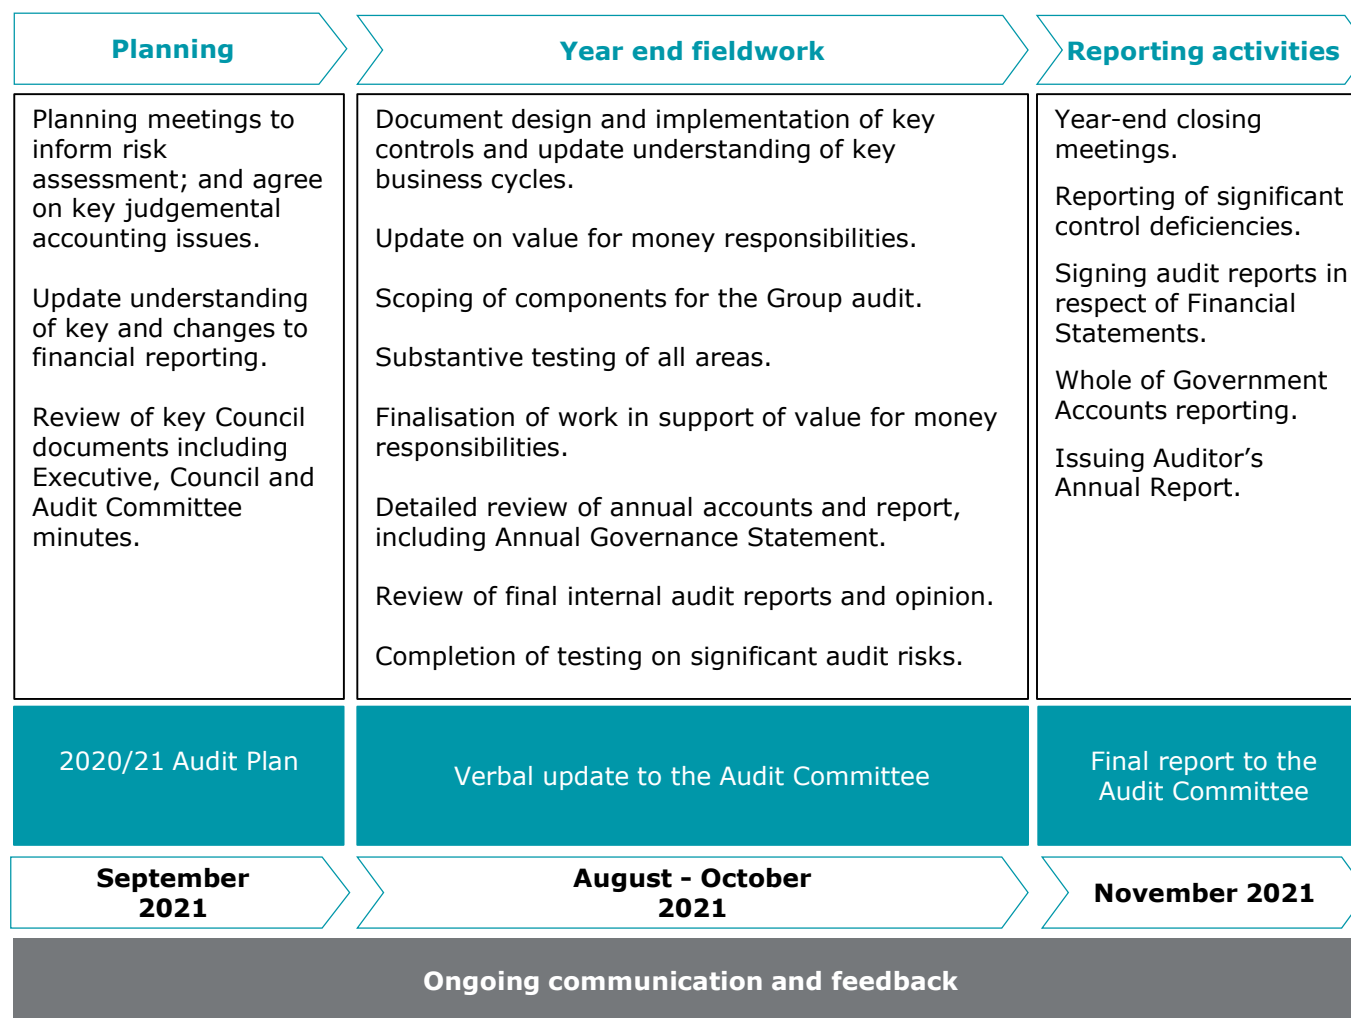 Planning
Year end fieldwork
Reporting activities
Planning meetings to
inform risk
assessment; and agree
on key judgemental
accounting issues.
Update understanding
of key and changes to
financial reporting.
Review of key Council
documents including
Executive, Council and
Audit Committee
minutes.
Document design and implementation of key
controls and update understanding of key
business cycles.
Update on value for money responsibilities.
Scoping of components for the Group audit.
Substantive testing of all areas.
Finalisation of work in support of value for money
responsibilities.
Detailed review of annual accounts and report,
including Annual Governance Statement.
Review of final internal audit reports and opinion.
Completion of testing on significant audit risks.
Year-end closing
meetings.
Reporting of significant
control deficiencies.
Signing audit reports in
respect of Financial
Statements.
Whole of Government
Accounts reporting.
Issuing Auditor’s
Annual Report.
2020/21 Audit Plan
Verbal update to the Audit Committee
Final report to the
Audit Committee
September
2021
August - October
2021
November 2021
Ongoing communication and feedback